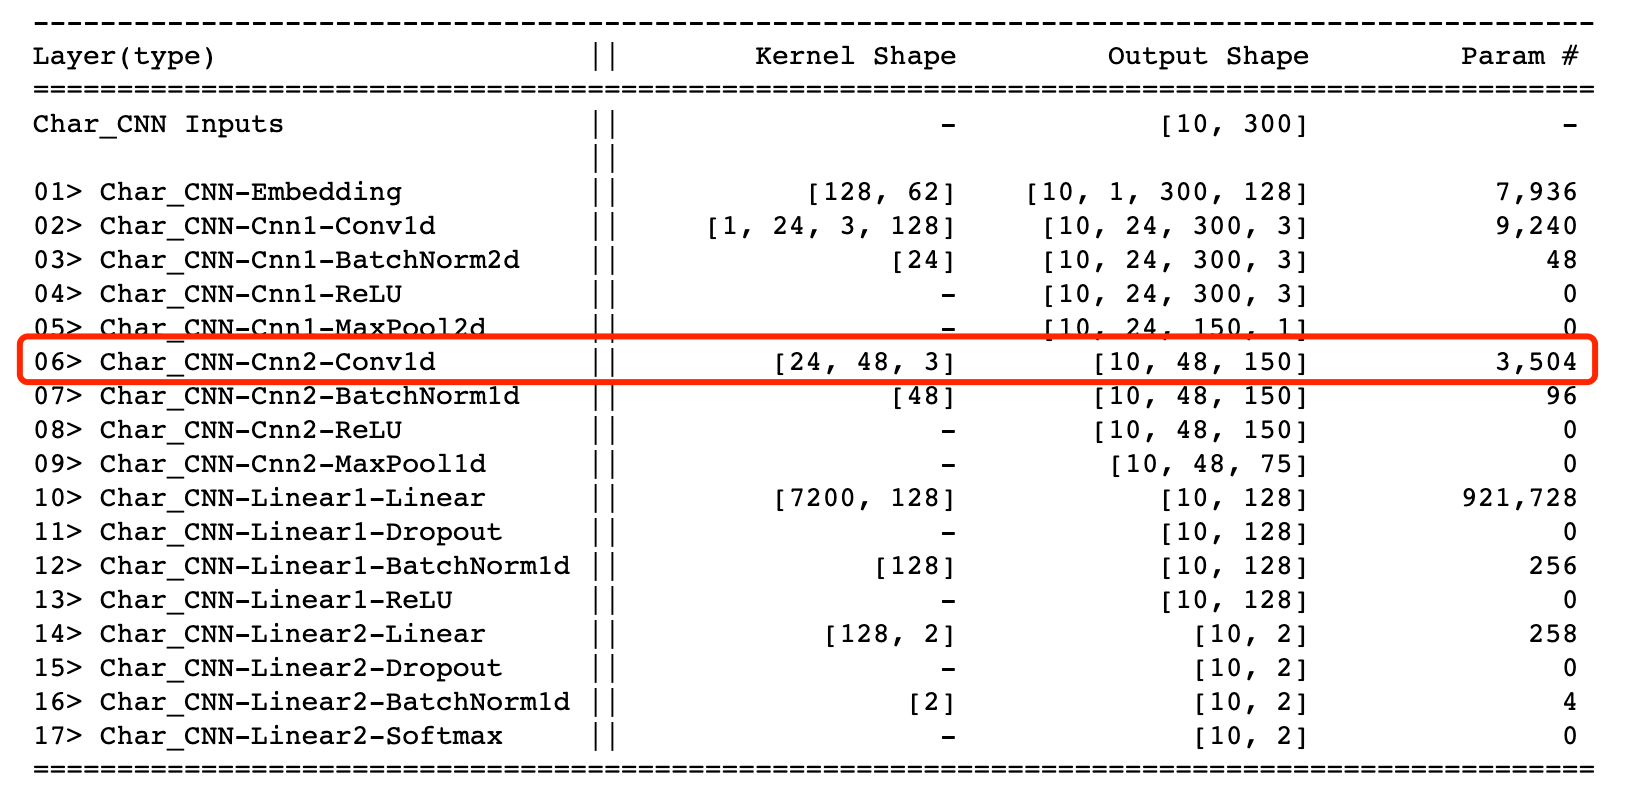 Layer(type) || Kernel Shape Output Shape Param #
Char_CNN Inputs || - [10, 300] -
||
01> Char_CNN-Embedding || [128, 62] [10, 1, 300, 128] 7,936
02> Char_CNN-Cnn1-Conv1d || [1, 24, 3, 128] [10, 24, 300, 3] 9,240
03> Char_CNN-Cnn1-BatchNorm2d || [24] [10, 24, 300, 3] 48
04> Char_CNN-Cnn1-ReLU || - [10, 24, 300, 3] 0
05> Char_CNN-Cnn1-MaxPool2d || - [10, 24, 150, 1] 0
06> Char_CNN-Cnn2-Conv1d || [24, 48, 3] [10, 48, 150] 3,504
07> Char_CNN-Cnn2-BatchNorm1d || [48] [10, 48, 150] 96
08> Char_CNN-Cnn2-ReLU || - [10, 48, 150] 0
09> Char_CNN-Cnn2-MaxPool1d || - [10, 48, 75] 0
10> Char_CNN-Linear1-Linear || [7200, 128] [10, 128] 921,728
11> Char_CNN-Linear1-Dropout || - [10, 128] 0
12> Char_CNN-Linear1-BatchNorm1d || [128] [10, 128] 256
13> Char_CNN-Linear1-ReLU || - [10, 128] 0
14> Char_CNN-Linear2-Linear || [128, 2] [10, 2] 258
15> Char_CNN-Linear2-Dropout || - [10, 2] 0
16> Char_CNN-Linear2-BatchNorm1d || [2] [10, 2] 4
17> Char_CNN-Linear2-Softmax || - [10, 2] 0